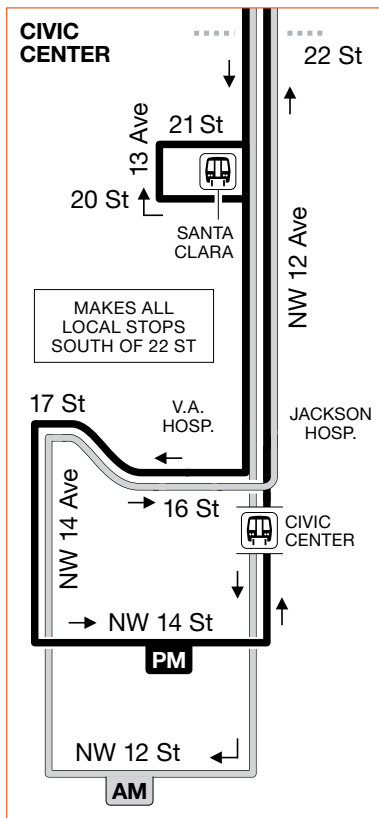 CIVIC
CENTER
22 St
21 St
13 Ave
20 St
SANTA
CLARA
NW 12 Ave
MAKES ALL
LOCAL STOPS
SOUTH OF 22 ST
17 St
V.A.
HOSP.
JACKSON
HOSP.
16 St
NW 14 Ave
CIVIC
CENTER
NW 14 St
PM
NW 12 St
AM